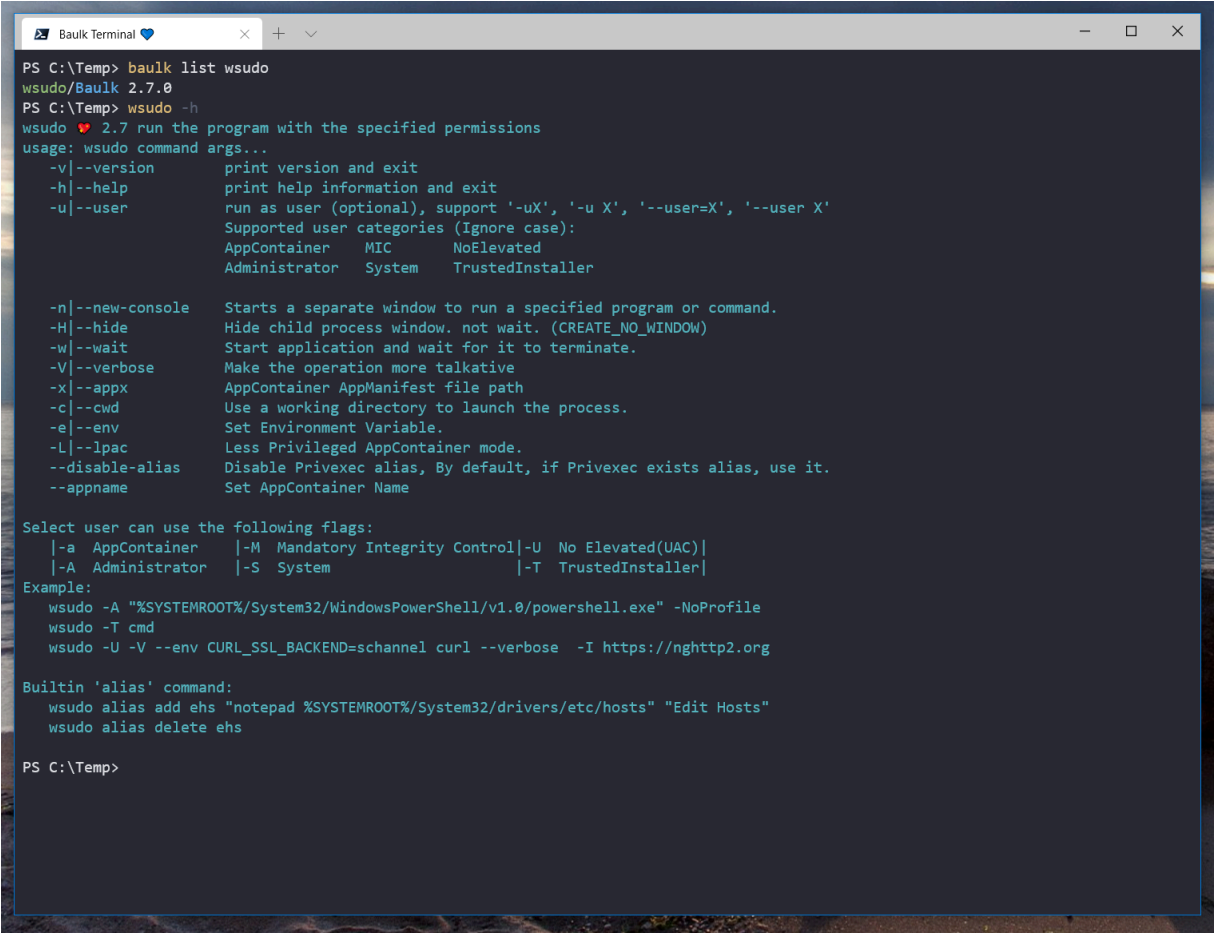 Baulk Terminal 💙
PS C:\Temp> baulk list wsudo
wsudo/Baulk 2.7.0
PS C:\Temp> wsudo -h
wsudo 💖 2.7 run the program with the specified permissions
usage: wsudo command args...
   -v|--version        print version and exit
   -h|--help           print help information and exit
   -u|--user           run as user (optional), support '-uX', '-u X', '--user=X', '--user X'
                       Supported user categories (Ignore case):
                       AppContainer    MIC       NoElevated
                       Administrator   System    TrustedInstaller
   -n|--new-console    Starts a separate window to run a specified program or command.
   -H|--hide           Hide child process window. not wait. (CREATE_NO_WINDOW)
   -w|--wait           Start application and wait for it to terminate.
   -V|--verbose        Make the operation more talkative
   -x|--appx           AppContainer AppManifest file path
   -c|--cwd            Use a working directory to launch the process.
   -e|--env            Set Environment Variable.
   -L|--lpac           Less Privileged AppContainer mode.
   --disable-alias     Disable Privexec alias, By default, if Privexec exists alias, use it.
   --appname           Set AppContainer Name
Select user can use the following flags:
   |-a  AppContainer    |-M  Mandatory Integrity Control|-U  No Elevated(UAC)|
   |-A  Administrator   |-S  System                     |-T  TrustedInstaller|
Example:
   wsudo -A "%SYSTEMROOT%/System32/WindowsPowerShell/v1.0/powershell.exe" -NoProfile
   wsudo -T cmd
   wsudo -U -V --env CURL_SSL_BACKEND=schannel curl --verbose  -I https://nghttp2.org
Builtin 'alias' command:
   wsudo alias add ehs "notepad %SYSTEMROOT%/System32/drivers/etc/hosts" "Edit Hosts"
   wsudo alias delete ehs
PS C:\Temp>